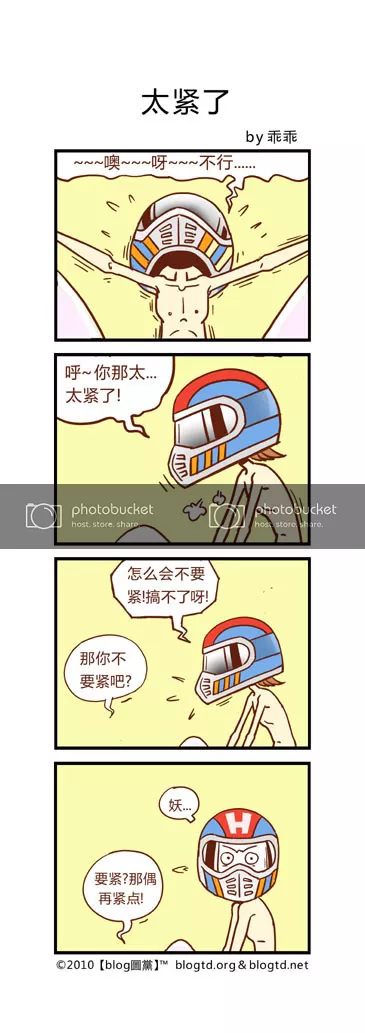 太紧了
by 乖乖
~~~噢~~~呀~~~不行......
呼~你那太...
太紧了!
photobucket
host. store. share.
photobucket
host. store. share.
怎么会不要
紧!搞不了呀!
那你不
要紧吧?
妖...
H
要紧?那偶
再紧点!
©2010【blog圖黨】™ blogtd.org & blogtd.net